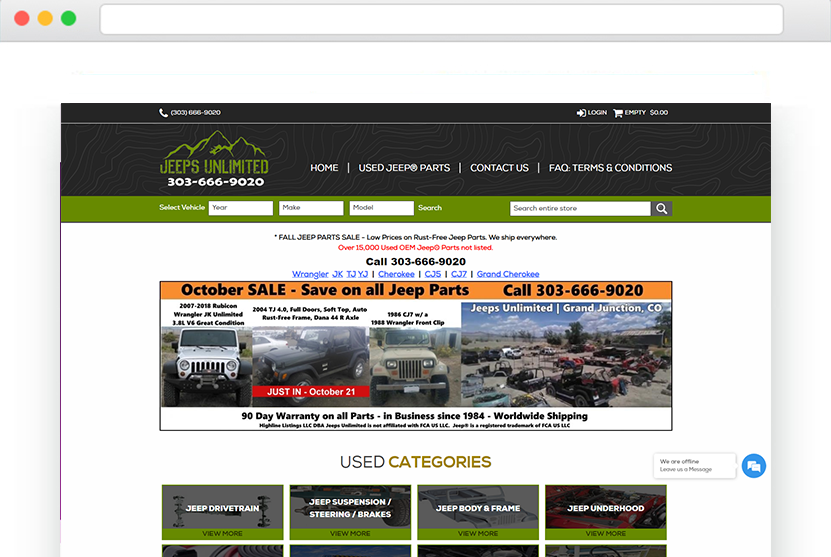 (303) 666-9020
LOGIN EMPTY $0.00
JEEPS UNLIMITED
303-666-9020
HOME | USED JEEP® PARTS | CONTACT US | FAQ: TERMS & CONDITIONS
Select Vehicle Year Make Model Search Search entire store
* FALL JEEP PARTS SALE - Low Prices on Rust-Free Jeep Parts. We ship everywhere.
Over 15,000 Used OEM Jeep® Parts not listed.
Call 303-666-9020
Wrangler JK TJ YJ | Cherokee | CJ5 | CJ7 | Grand Cherokee
October SALE - Save on all Jeep Parts Call 303-666-9020
2007-2018 Rubicon
Wrangler JK Unlimited
3.8L V6 Great Condition
2004 TJ 4.0, Full Doors, Soft Top, Auto
Rust-Free Frame, Dana 44 R Axle
1986 CJ7 w/ a
1988 Wrangler Front Clip
Jeeps Unlimited | Grand Junction, CO
JUST IN - October 21
90 Day Warranty on all Parts - in Business since 1984 - Worldwide Shipping
Highline Listings LLC DBA Jeeps Unlimited is not affiliated with FCA US LLC. Jeep® is a registered trademark of FCA US LLC
USED CATEGORIES
We are offline
Leave us a Message
JEEP DRIVETRAIN
VIEW MORE
JEEP SUSPENSION /
STEERING / BRAKES
VIEW MORE
JEEP BODY & FRAME
VIEW MORE
JEEP UNDERHOOD
VIEW MORE